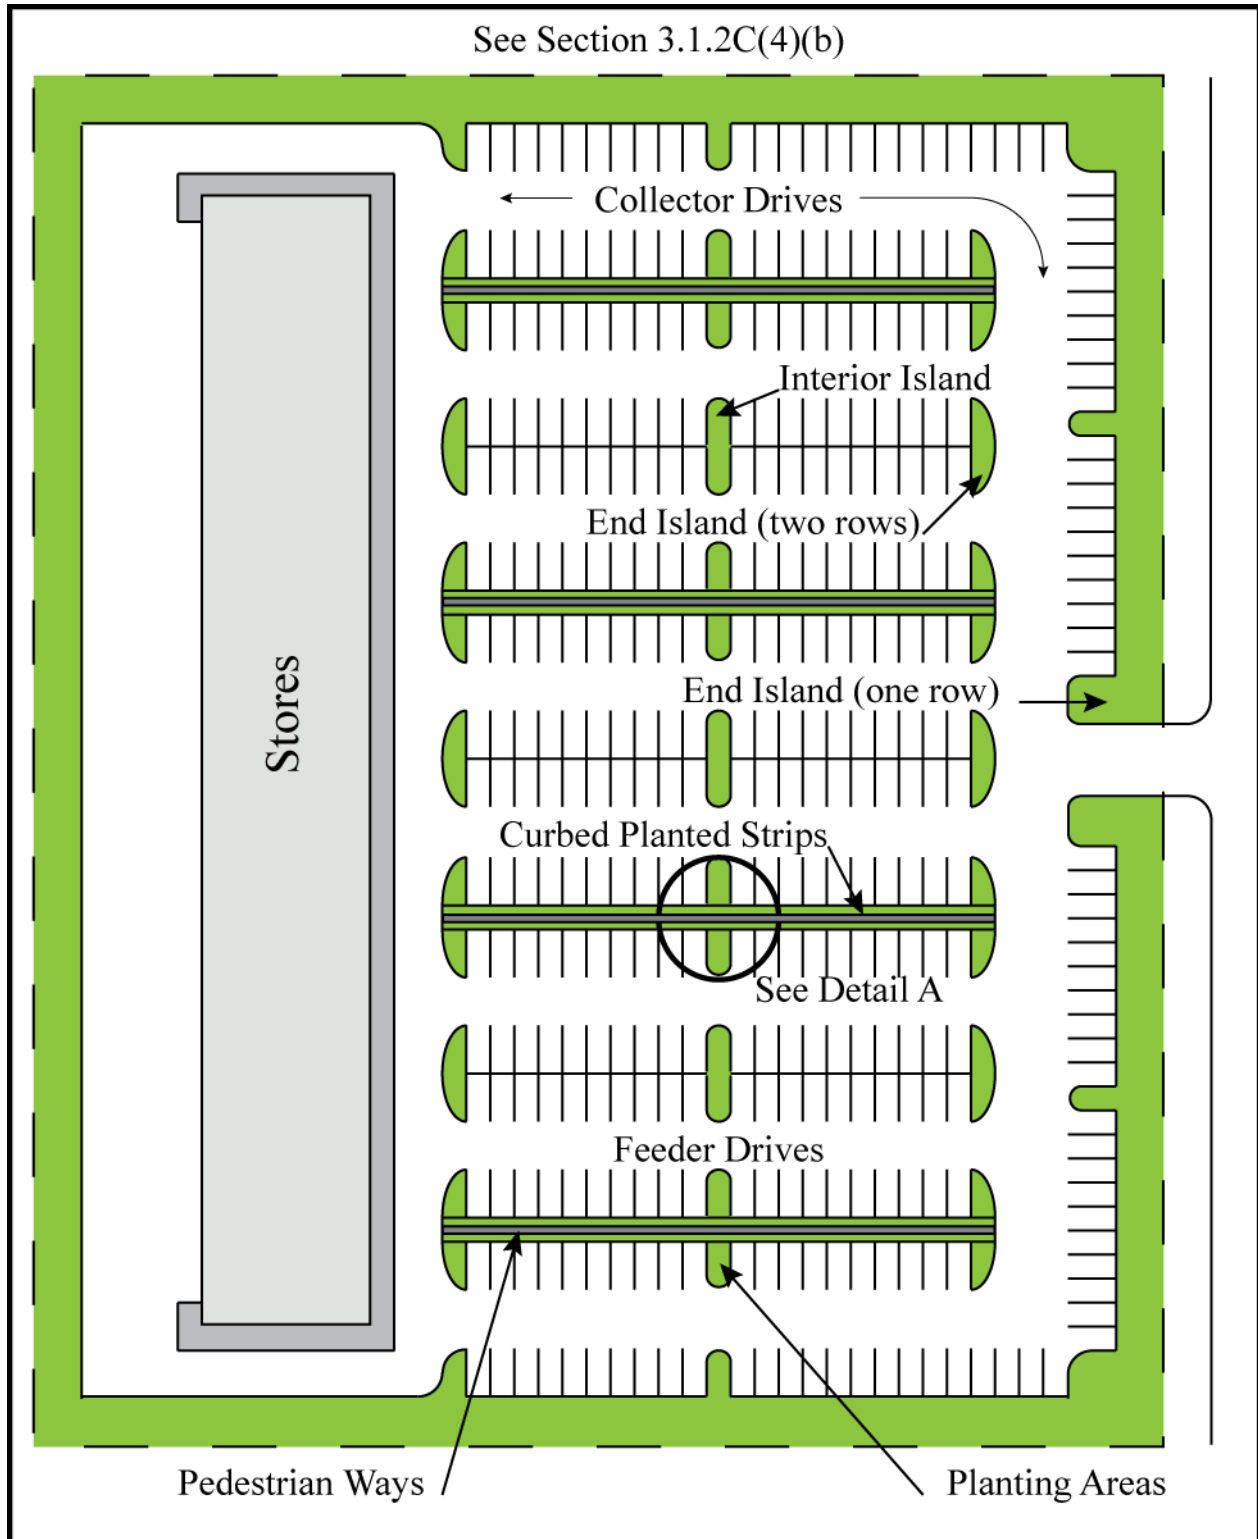 See Section 3.1.2C(4)(b)
Collector Drives
Interior Island
End Island (two rows)
End Island (one row)
Stores
Curbed Planted Strips
See Detail A
Feeder Drives
Pedestrian Ways
Planting Areas